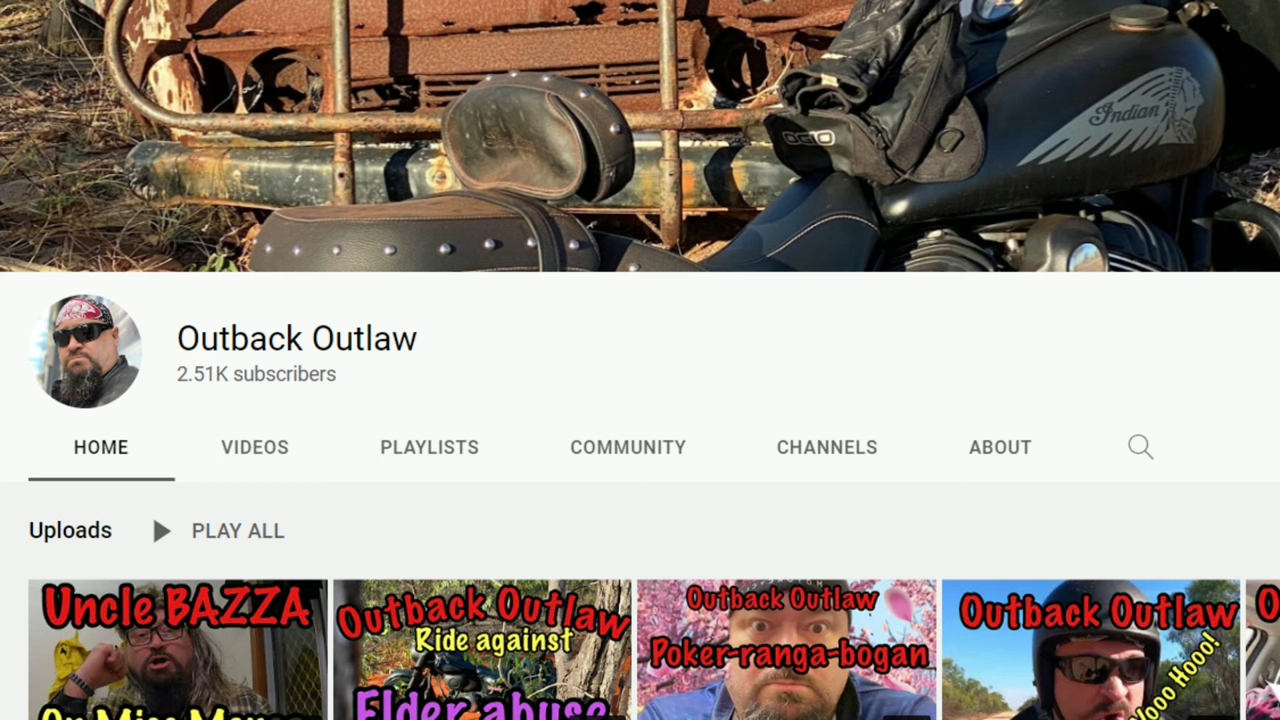 Indian
OGIO
Outback Outlaw
2.51K subscribers
HOME VIDEOS PLAYLISTS COMMUNITY CHANNELS ABOUT
Uploads PLAY ALL
Uncle BAZZA
Outback Outlaw
Ride against
Elder abuse
Outback Outlaw
Poker-ranga-bogan
Outback Outlaw
Wooo Hooo!